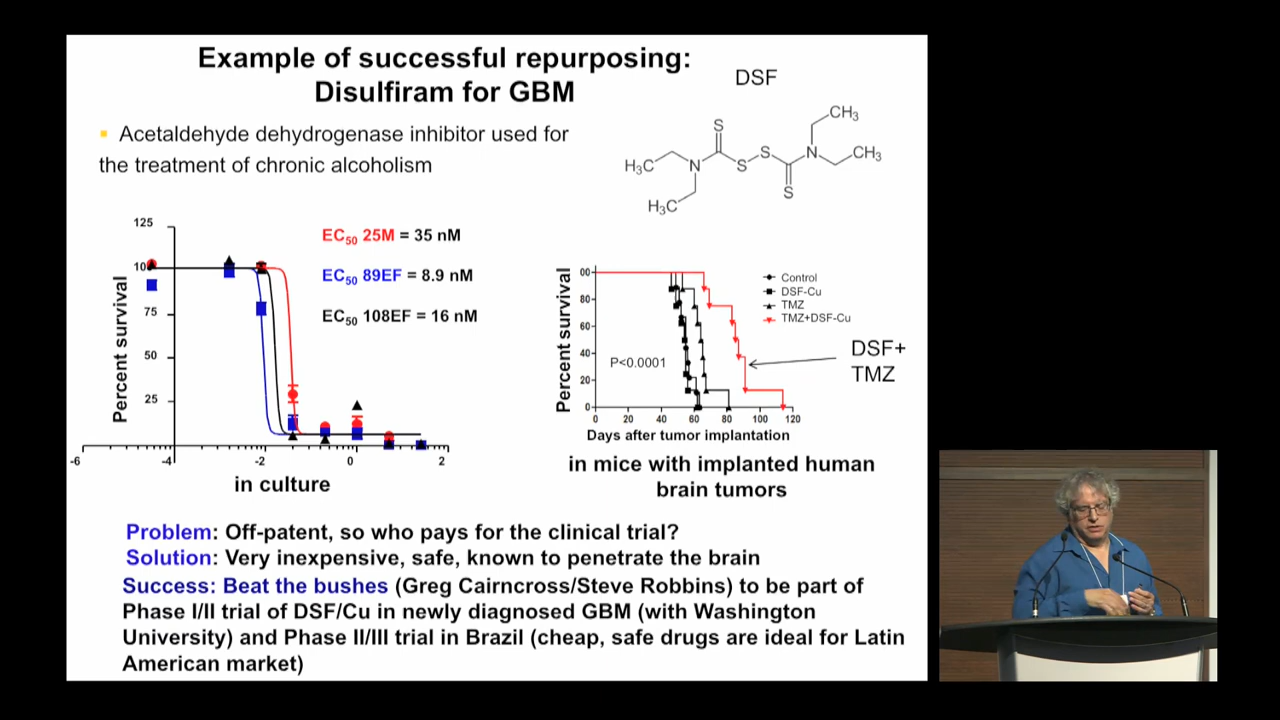 Example of successful repurposing:
Disulfiram for GBM
DSF
Acetaldehyde dehydrogenase inhibitor used for
the treatment of chronic alcoholism
CH3
CH3
H3C
H3C
N
S
S
S
S
N
125
10
75
50
25
Percent survival
-6
-4
-2
0
2
in culture
EC50 25M = 35 nM
EC50 89EF = 8.9 nM
EC50 108EF = 16 nM
00
80
60
40
20
0
Percent survival
P<0.0001
0 20 40 60 80 100 120
Days after tumor implantation
Control
DSF-Cu
TMZ
TMZ+DSF-Cu
DSF+
TMZ
in mice with implanted human
brain tumors
Problem: Off-patent, so who pays for the clinical trial?
Solution: Very inexpensive, safe, known to penetrate the brain
Success: Beat the bushes (Greg Cairncross/Steve Robbins) to be part of
Phase I/II trial of DSF/Cu in newly diagnosed GBM (with Washington
University) and Phase II/III trial in Brazil (cheap, safe drugs are ideal for Latin
American market)